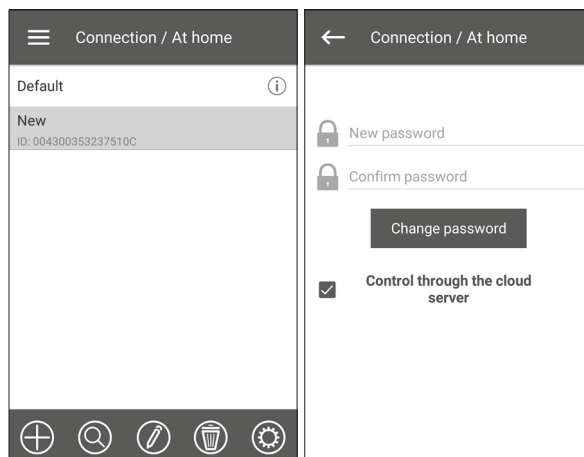 Connection / At home
Default
New
ID: 004300353237510C
Connection / At home
New password
Confirm password
Change password
Control through the cloud
server